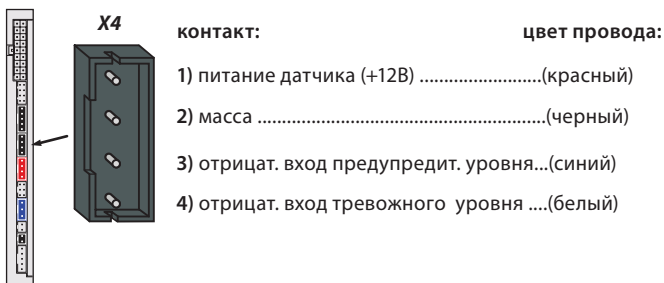 X4
контакт: цвет провода:
1) питание датчика (+12В) ..........................(красный)
2) масса .........................................................(черный)
3) отрицат. вход предупредит. уровня...(синий)
4) отрицат. вход тревожного уровня ....(белый)